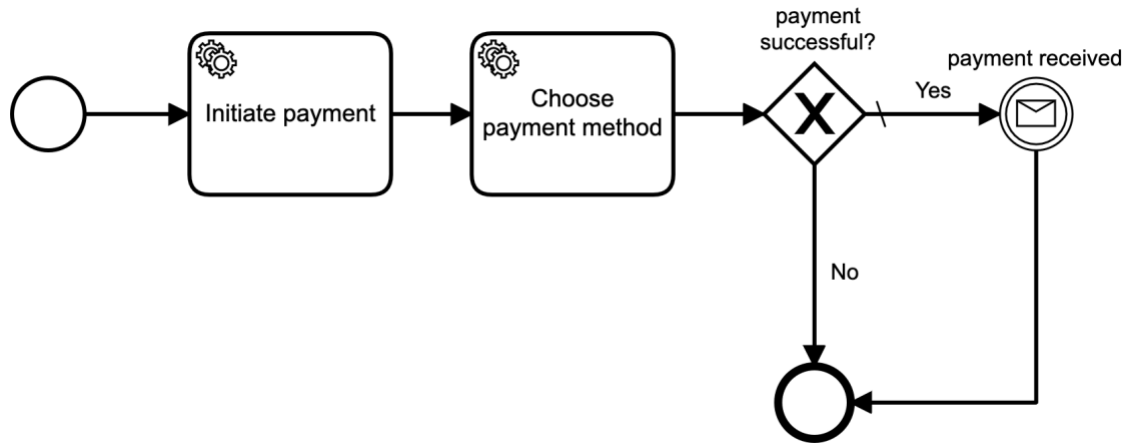 Initiate payment
Choose
payment method
payment
successful?
Yes
payment received
No